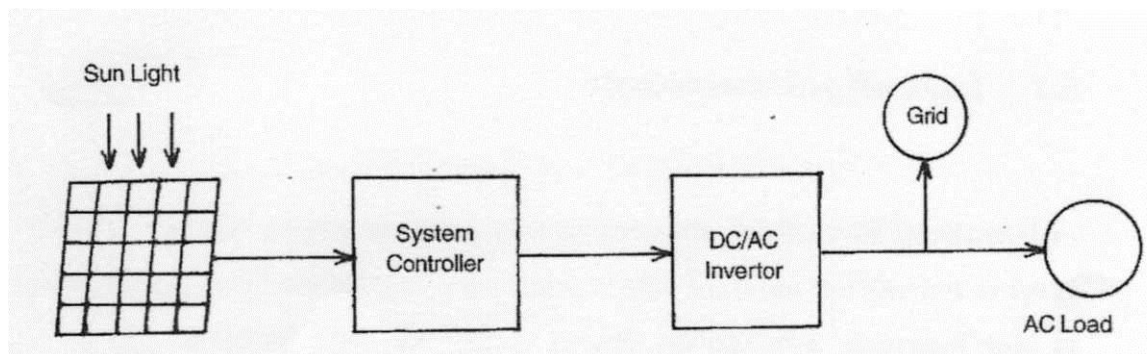 Sun Light
Grid
System
Controller
DC/AC
Invertor
AC Load